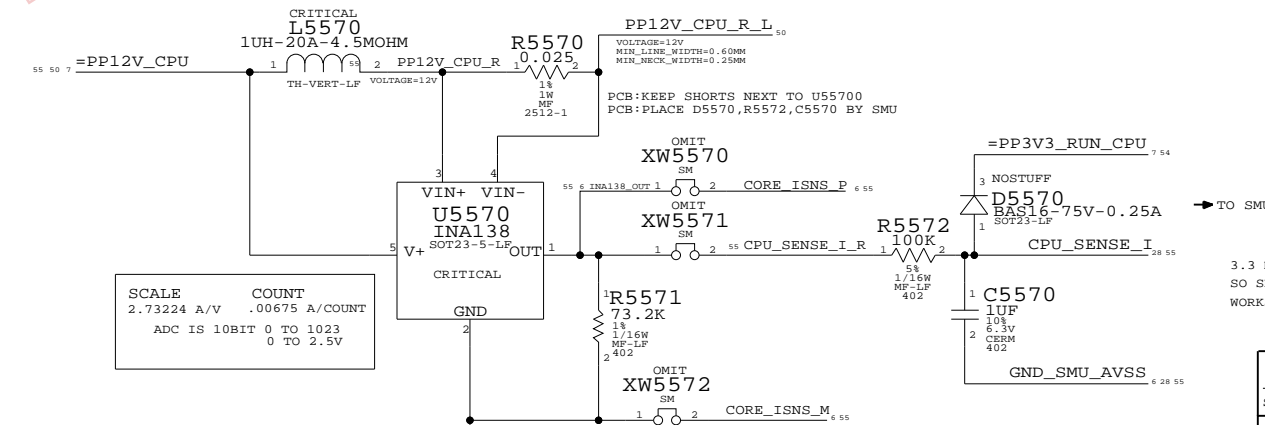 CRITICAL
L5570
1UH-20A-4.5MOHM
=PP12V_CPU
55 50 7
1
55
2
PP12V_CPU_R
TH-VERT-LF
VOLTAGE=12V
R5570
0.025
1
2
1%
1W
MF
2512-1
PP12V_CPU_R_L
50
VOLTAGE=12V
MIN_LINE_WIDTH=0.60MM
MIN_NECK_WIDTH=0.25MM
PCB:KEEP SHORTS NEXT TO U55700
PCB:PLACE D5570,R5572,C5570 BY SMU
3
4
VIN+ VIN-
U5570
INA138
SOT23-5-LF
5
V+
OUT
1
CRITICAL
GND
2
OMIT
XW5570
SM
55 6 INA138_OUT 1
2
CORE_ISNS_P
6 55
OMIT
XW5571
SM
1
2
55 CPU_SENSE_I_R
R5572
100K
1
2
5%
1/16W
MF-LF
402
=PP3V3_RUN_CPU
7 54
3 NOSTUFF
D5570
BAS16-75V-0.25A
SOT23-LF
1
TO SMU
CPU_SENSE_I
28 55
3.3
SO S
WORK
1
C5570
1UF
10%
6.3V
CERM
402
2
GND_SMU_AVSS
6 28 55
1
R5571
73.2K
1%
1/16W
MF-LF
402
2
OMIT
XW5572
SM
1
2
CORE_ISNS_M
6 55
SCALE COUNT
2.73224 A/V .00675 A/COUNT
ADC IS 10BIT 0 TO 1023
0 TO 2.5V